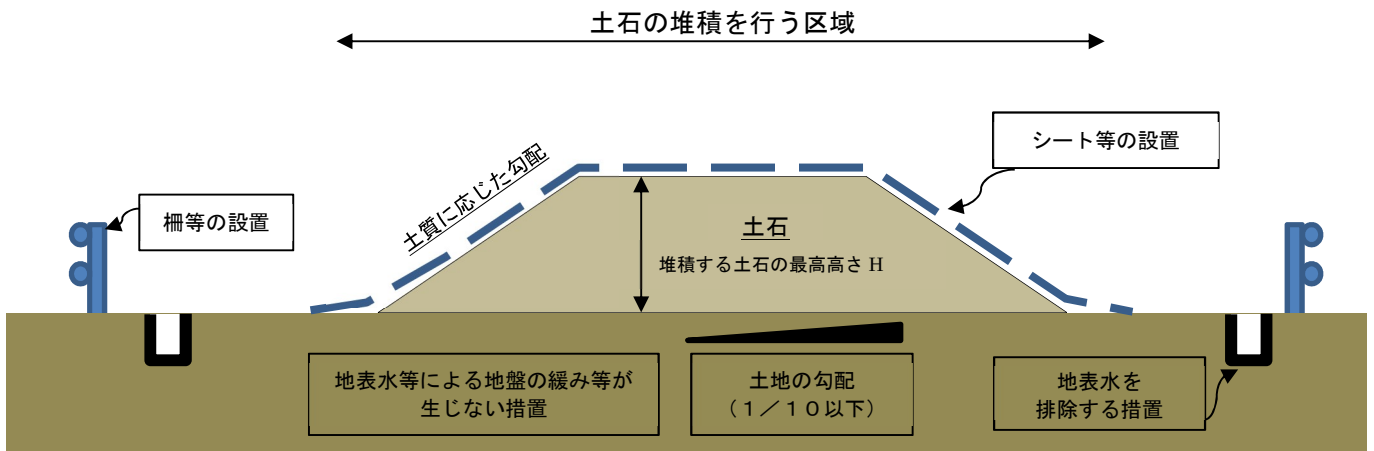 土石の堆積を行う区域
シート等の設置
土質に応じた勾配
柵等の設置
土石
堆積する土石の最高高さ H
地表水等による地盤の緩み等が
生じない措置
土地の勾配
（１／１０以下）
地表水を
排除する措置